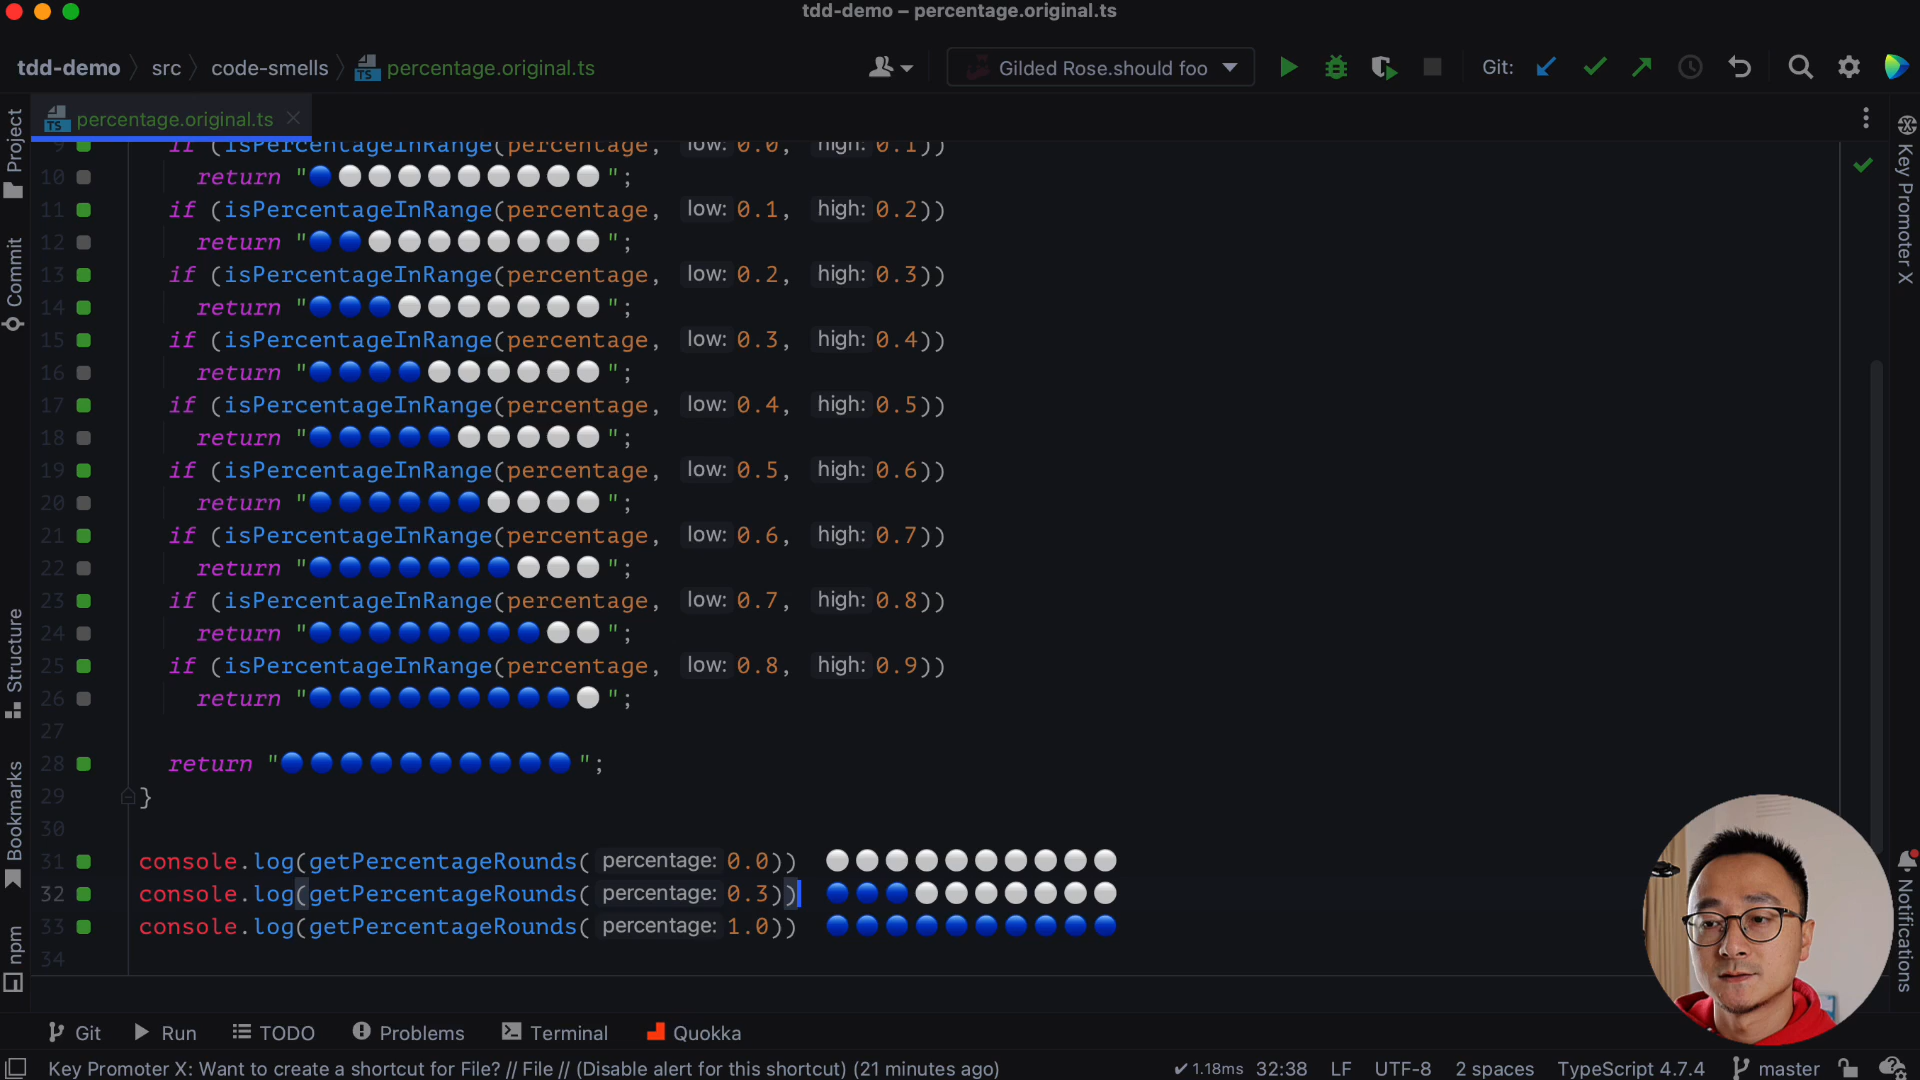 tdd-demo – percentage.original.ts
tdd-demo src code-smells percentage.original.ts Gilded Rose.should foo Git:
percentage.original.ts
Project
Commit
Structure
Bookmarks
npm
9 if (isPercentageInRange(percentage, low: 0.0, high: 0.1))
10 return "🔵⚪⚪⚪⚪⚪⚪⚪⚪⚪";
11 if (isPercentageInRange(percentage, low: 0.1, high: 0.2))
12 return "🔵🔵⚪⚪⚪⚪⚪⚪⚪⚪";
13 if (isPercentageInRange(percentage, low: 0.2, high: 0.3))
14 return "🔵🔵🔵⚪⚪⚪⚪⚪⚪⚪";
15 if (isPercentageInRange(percentage, low: 0.3, high: 0.4))
16 return "🔵🔵🔵🔵⚪⚪⚪⚪⚪⚪";
17 if (isPercentageInRange(percentage, low: 0.4, high: 0.5))
18 return "🔵🔵🔵🔵🔵⚪⚪⚪⚪⚪";
19 if (isPercentageInRange(percentage, low: 0.5, high: 0.6))
20 return "🔵🔵🔵🔵🔵🔵⚪⚪⚪⚪";
21 if (isPercentageInRange(percentage, low: 0.6, high: 0.7))
22 return "🔵🔵🔵🔵🔵🔵🔵⚪⚪⚪";
23 if (isPercentageInRange(percentage, low: 0.7, high: 0.8))
24 return "🔵🔵🔵🔵🔵🔵🔵🔵⚪⚪";
25 if (isPercentageInRange(percentage, low: 0.8, high: 0.9))
26 return "🔵🔵🔵🔵🔵🔵🔵🔵🔵⚪";
27
28 return "🔵🔵🔵🔵🔵🔵🔵🔵🔵🔵";
29 }
30
31 console.log(getPercentageRounds( percentage: 0.0)) ⚪⚪⚪⚪⚪⚪⚪⚪⚪⚪
32 console.log(getPercentageRounds( percentage: 0.3)) 🔵🔵🔵⚪⚪⚪⚪⚪⚪⚪
33 console.log(getPercentageRounds( percentage: 1.0)) 🔵🔵🔵🔵🔵🔵🔵🔵🔵🔵
34
Key Promoter X
Notifications
Git Run TODO Problems Terminal Quokka
Key Promoter X: Want to create a shortcut for File? // File // (Disable alert for this shortcut) (21 minutes ago) ✔ 1.18ms 32:38 LF UTF-8 2 spaces TypeScript 4.7.4 master